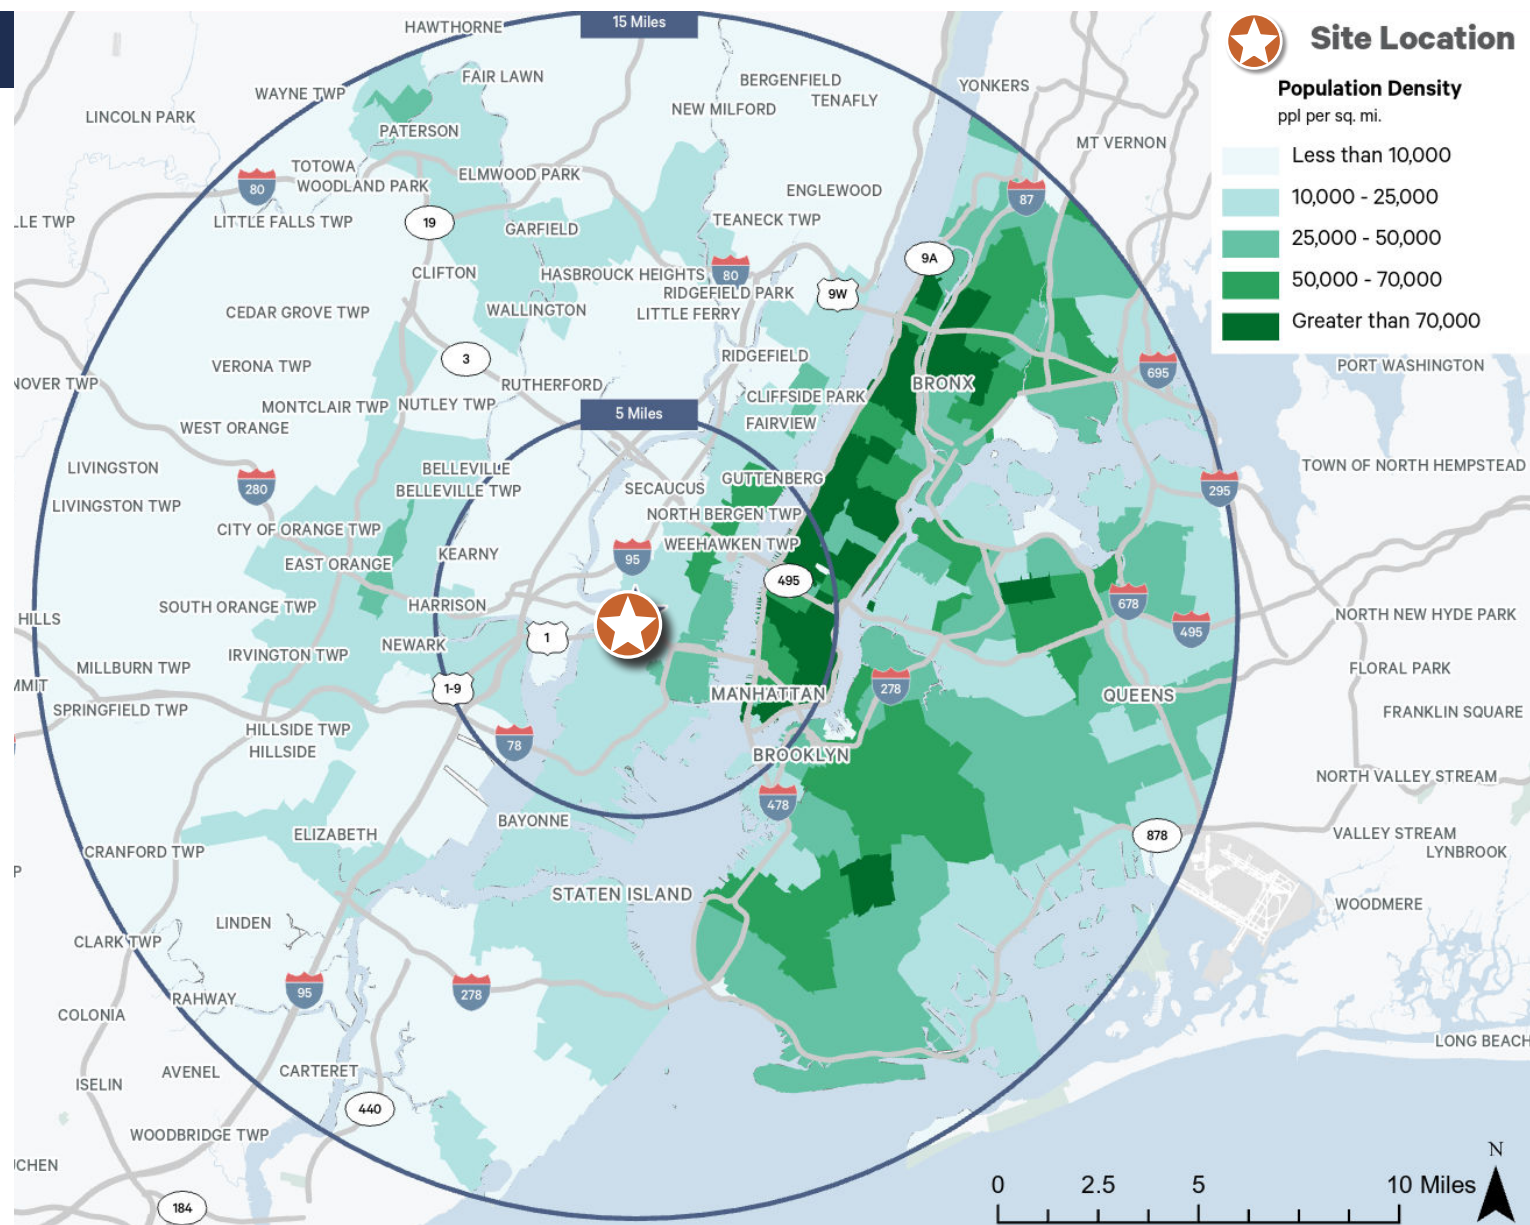 15 Miles
HAWTHORNE
FAIR LAWN
WAYNE TWP
LINCOLN PARK
PATERSON
BERGENFIELD
TENAFLY
NEW MILFORD
YONKERS
MT VERNON
Site Location
Population Density
ppl per sq. mi.
Less than 10,000
10,000 - 25,000
25,000 - 50,000
50,000 - 70,000
Greater than 70,000
TOTOWA
WOODLAND PARK
ELMWOOD PARK
80
LITTLE FALLS TWP
19
GARFIELD
ENGLEWOOD
TEANECK TWP
87
LLE TWP
CLIFTON
HASBROUCK HEIGHTS
80
RIDGEFIELD PARK
LITTLE FERRY
9W
9A
CEDAR GROVE TWP
WALLINGTON
VERONA TWP
3
RIDGEFIELD
NOVER TWP
RUTHERFORD
BRONX
695
PORT WASHINGTON
MONTCLAIR TWP
NUTLEY TWP
CLIFFSIDE PARK
WEST ORANGE
5 Miles
FAIRVIEW
LIVINGSTON
BELLEVILLE
BELLEVILLE TWP
280
SECAUCUS
GUTTENBERG
TOWN OF NORTH HEMPSTEAD
295
LIVINGSTON TWP
NORTH BERGEN TWP
CITY OF ORANGE TWP
KEARNY
95
WEEHAWKEN TWP
EAST ORANGE
495
SOUTH ORANGE TWP
HARRISON
678
HILLS
NORTH NEW HYDE PARK
495
1
NEWARK
IRVINGTON TWP
MILLBURN TWP
FLORAL PARK
MMIT
1-9
278
MANHATTAN
QUEENS
SPRINGFIELD TWP
FRANKLIN SQUARE
HILLSIDE TWP
HILLSIDE
78
BROOKLYN
NORTH VALLEY STREAM
478
BAYONNE
ELIZABETH
878
VALLEY STREAM
LYNBROOK
CRANFORD TWP
P
STATEN ISLAND
WOODMERE
LINDEN
CLARK TWP
95
278
RAHWAY
COLONIA
LONG BEACH
AVENEL
CARTERET
ISELIN
440
WOODBRIDGE TWP
UCHEN
184
N
0 2.5 5 10 Miles